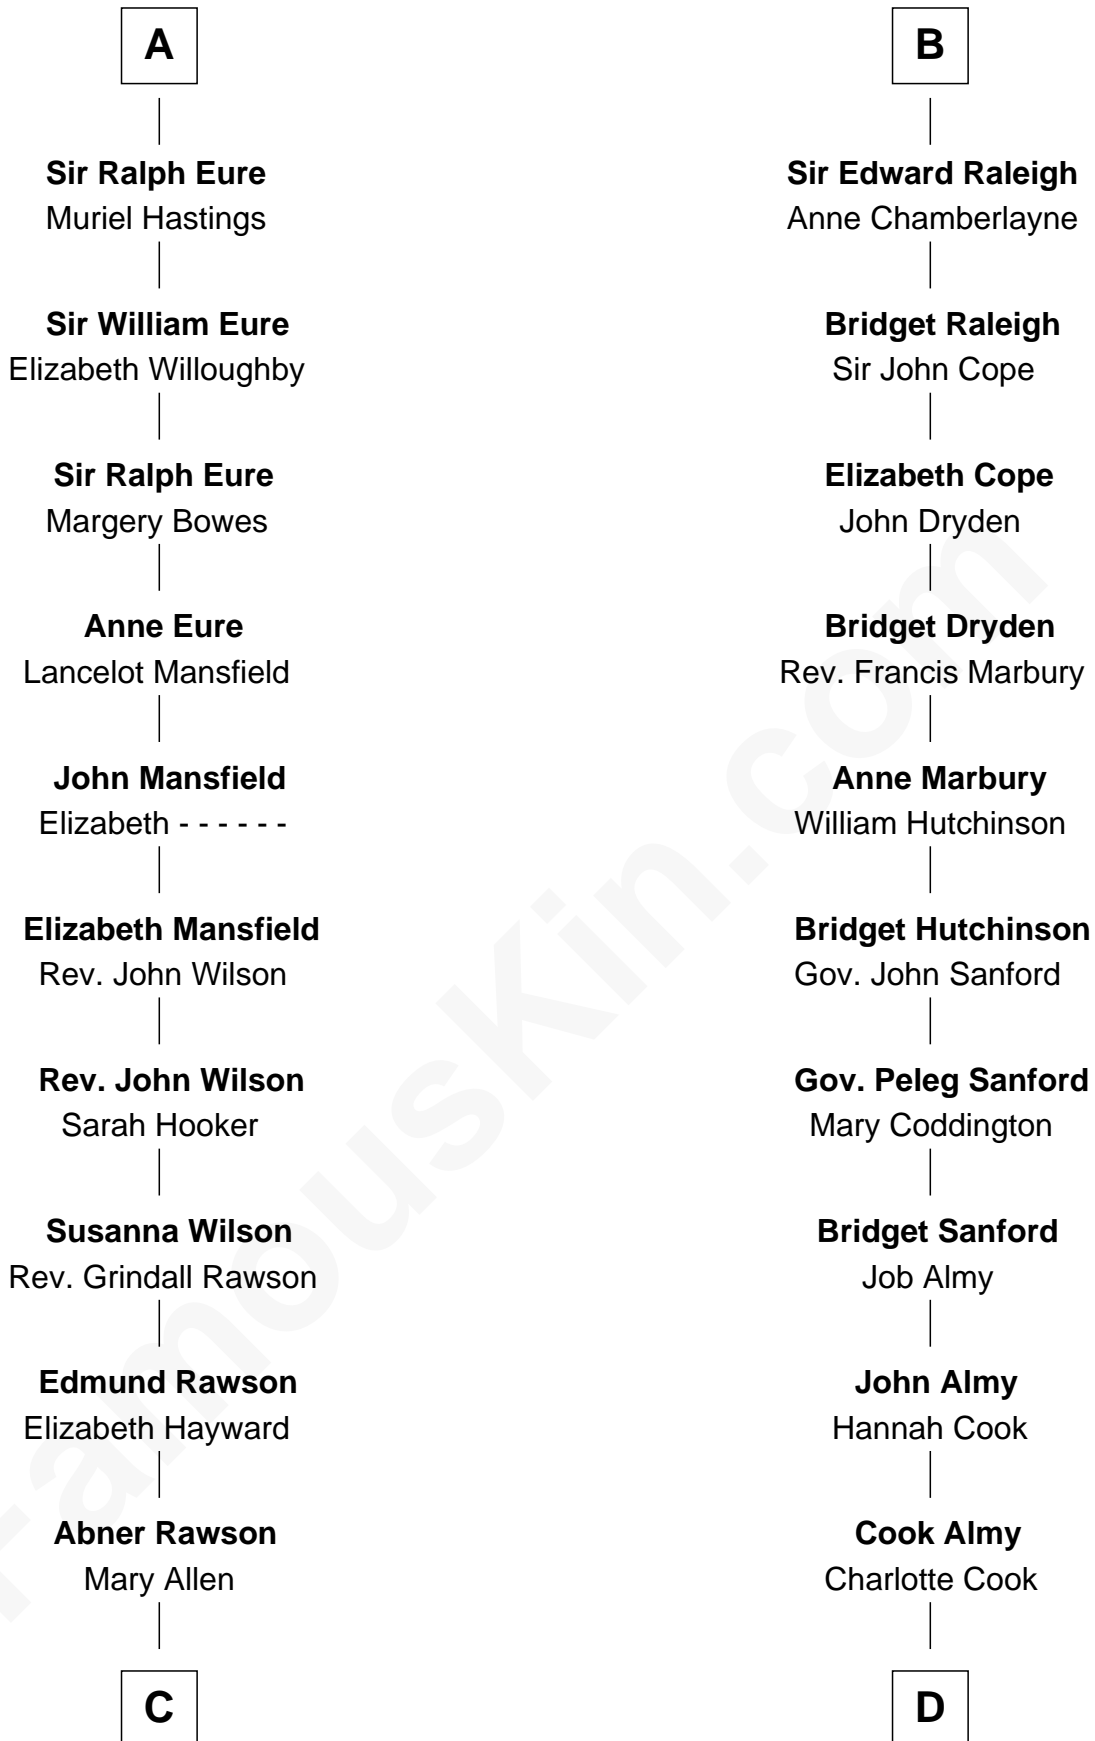 A
Sir Ralph Eure
Muriel Hastings
Sir William Eure
Elizabeth Willoughby
Sir Ralph Eure
Margery Bowes
Anne Eure
Lancelot Mansfield
John Mansfield
Elizabeth - - - - - -
Elizabeth Mansfield
Rev. John Wilson
Rev. John Wilson
Sarah Hooker
Susanna Wilson
Rev. Grindall Rawson
Edmund Rawson
Elizabeth Hayward
Abner Rawson
Mary Allen
C
B
Sir Edward Raleigh
Anne Chamberlayne
Bridget Raleigh
Sir John Cope
Elizabeth Cope
John Dryden
Bridget Dryden
Rev. Francis Marbury
Anne Marbury
William Hutchinson
Bridget Hutchinson
Gov. John Sanford
Gov. Peleg Sanford
Mary Coddington
Bridget Sanford
Job Almy
John Almy
Hannah Cook
Cook Almy
Charlotte Cook
D
FamousKin.com